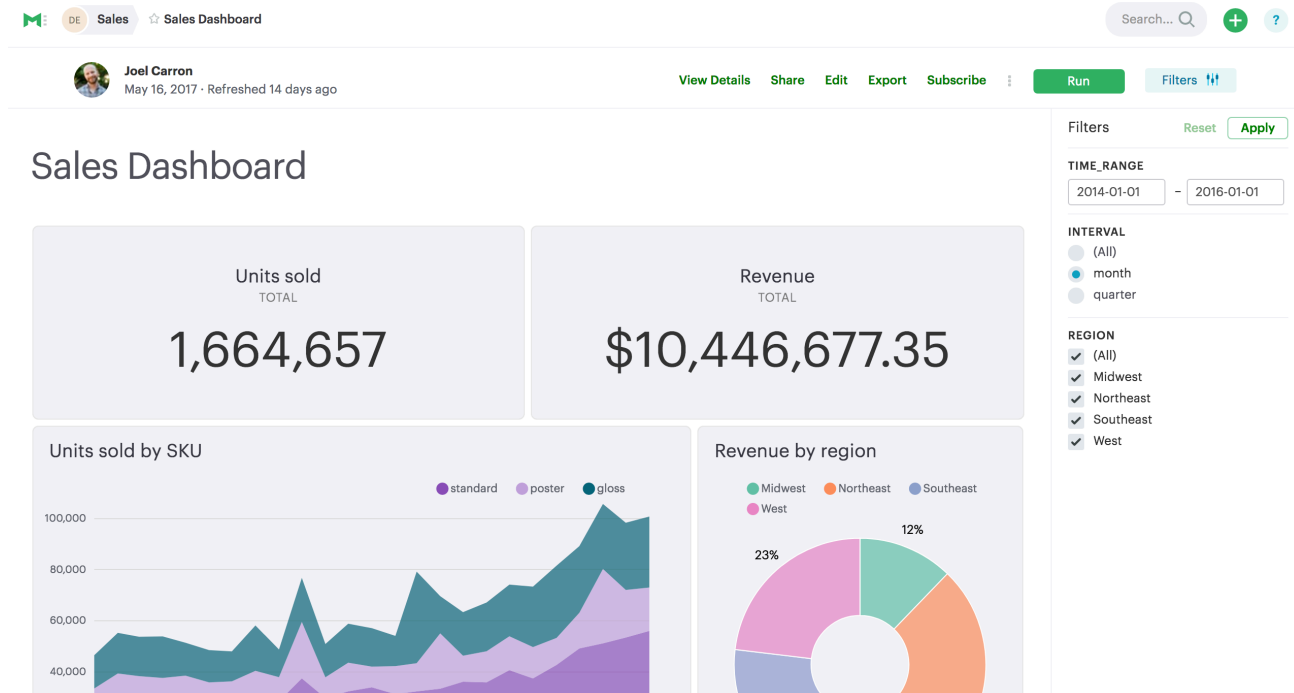 DE Sales Sales Dashboard Search... ?
Joel Carron
May 16, 2017 · Refreshed 14 days ago
View Details Share Edit Export Subscribe Run Filters
Filters Reset Apply
Sales Dashboard
TIME_RANGE
2014-01-01 – 2016-01-01
INTERVAL
(All)
month
quarter
REGION
(All)
Midwest
Northeast
Southeast
West
Units sold
TOTAL
1,664,657
Revenue
TOTAL
$10,446,677.35
Units sold by SKU
standard poster gloss
100,000
80,000
60,000
40,000
Revenue by region
Midwest Northeast Southeast
West
12%
23%